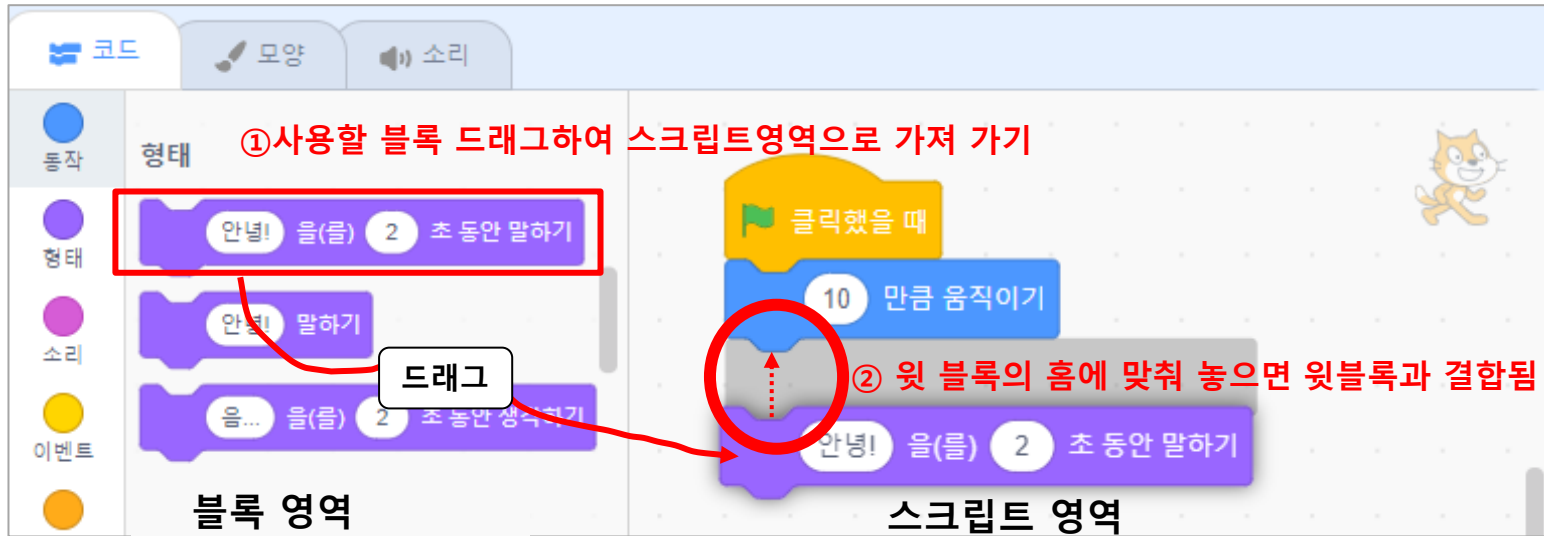 코드
모양
소리
동작
형태
소리
이벤트
형태
①사용할 블록 드래그하여 스크립트영역으로 가져 가기
안녕! 을(를) 2 초 동안 말하기
안녕! 말하기
음... 을(를) 2 초 동안 생각하기
드래그
블록 영역
클릭했을 때
10 만큼 움직이기
② 윗 블록의 홈에 맞춰 놓으면 윗블록과 결합됨
안녕! 을(를) 2 초 동안 말하기
스크립트 영역